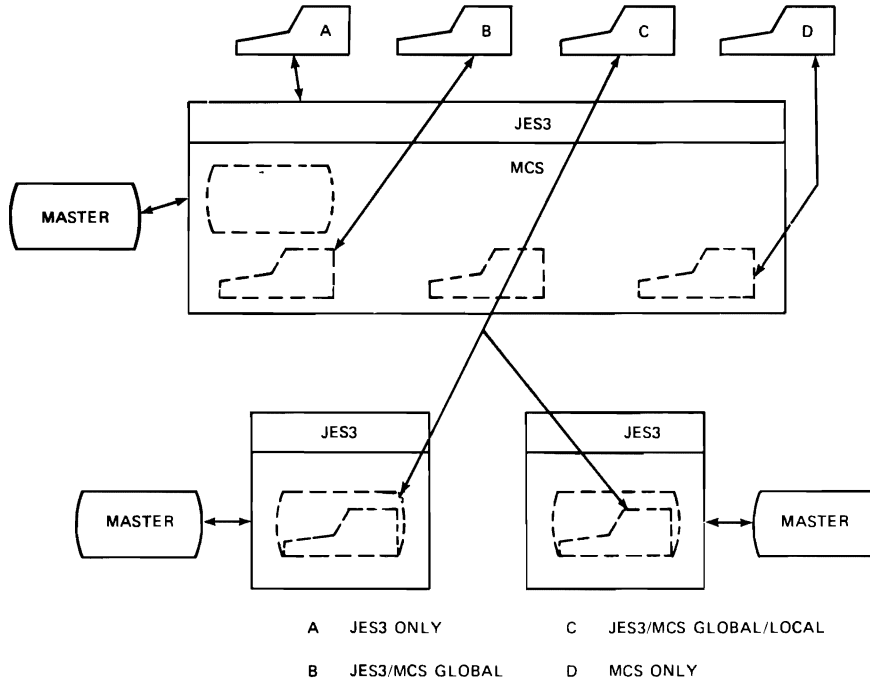 A B C D
JES3
MCS
MASTER
JES3 JES3
MASTER MASTER
A JES3 ONLY C JES3/MCS GLOBAL/LOCAL
B JES3/MCS GLOBAL D MCS ONLY